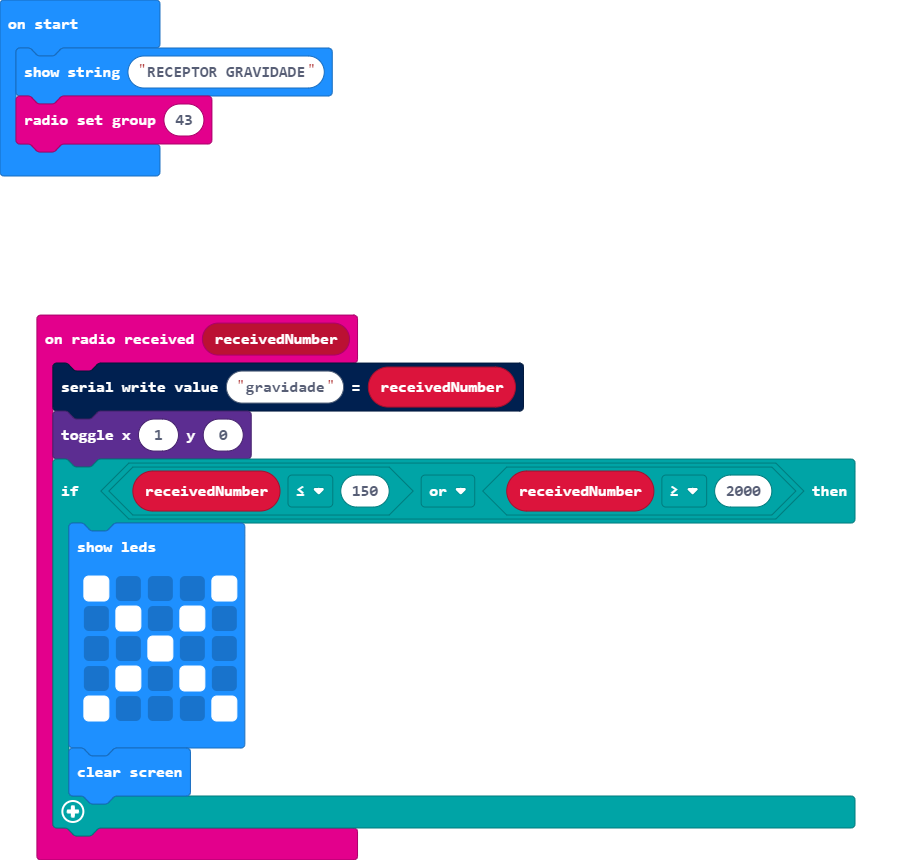 on start
show string "RECEPTOR GRAVIDADE"
radio set group 43
on radio received receivedNumber
serial write value "gravidade" = receivedNumber
toggle x 1 y 0
if receivedNumber ≤ 150 or receivedNumber ≥ 2000 then
show leds
clear screen